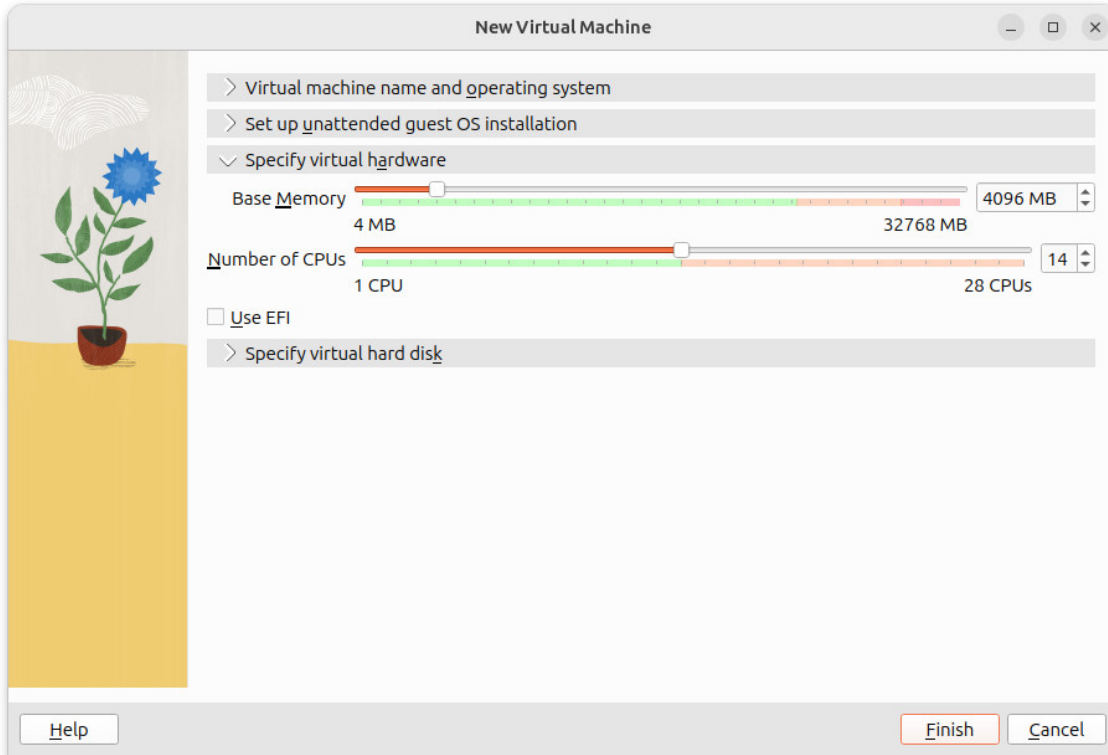 New Virtual Machine
Virtual machine name and operating system
Set up unattended guest OS installation
Specify virtual hardware
Base Memory 4096 MB
4 MB 32768 MB
Number of CPUs 14
1 CPU 28 CPUs
Use EFI
Specify virtual hard disk
Help Finish Cancel